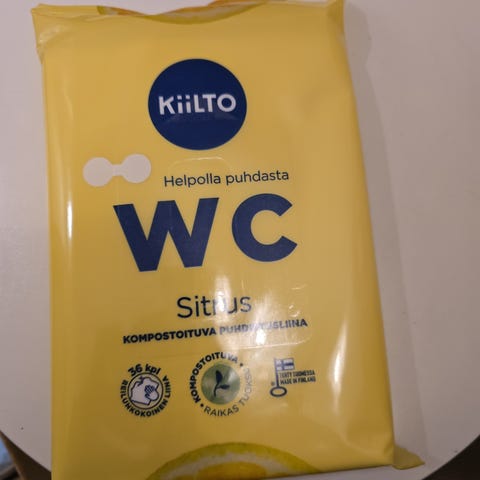 KiiLTO
Helpolla puhdasta
WC
Sitrus
KOMPOSTOITUVA PUHDISTUSLIINA
36 kpl
REILUNKOKOINEN LIINA
KOMPOSTOITUVA
RAIKAS TUOKSU
TEHTY SUOMESSA
MADE IN FINLAND